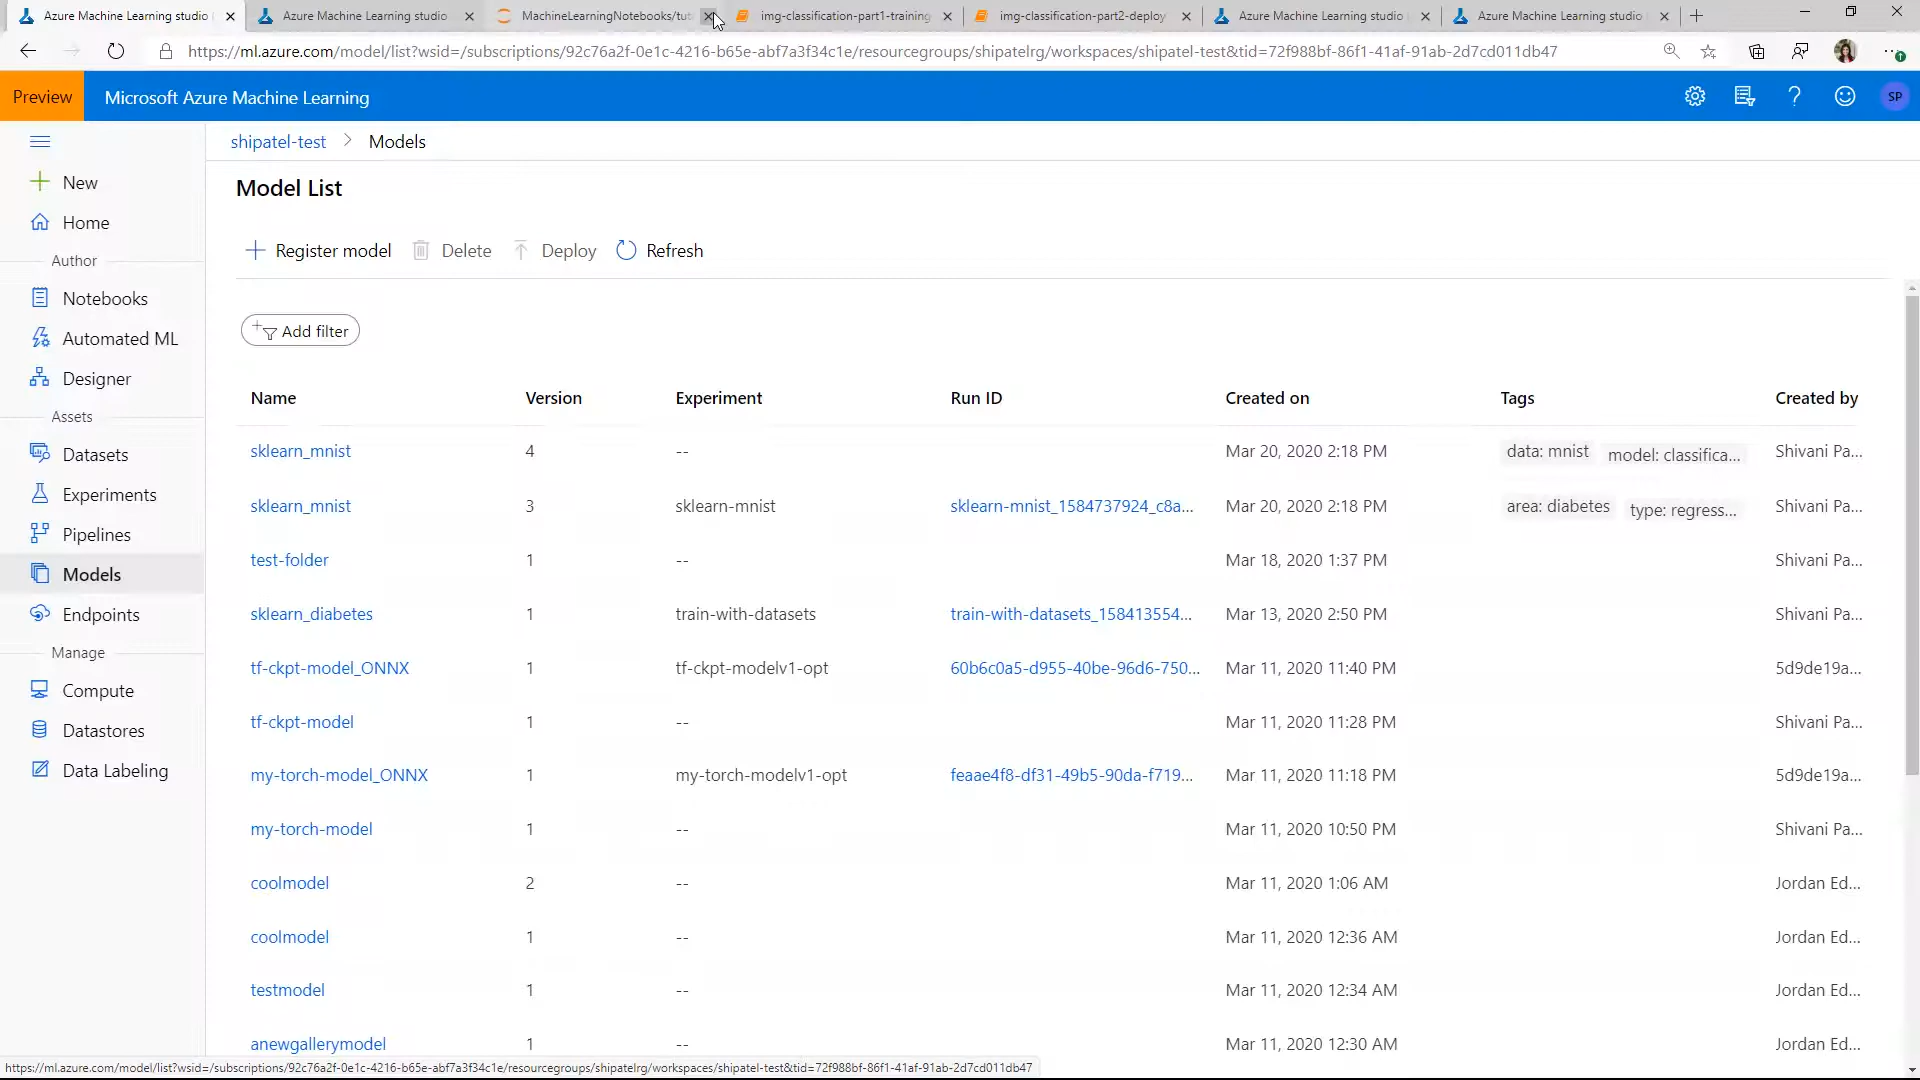 Azure Machine Learning studio
Azure Machine Learning studio
MachineLearningNotebooks/tut
img-classification-part1-training
img-classification-part2-deploy
Azure Machine Learning studio
Azure Machine Learning studio
https://ml.azure.com/model/list?wsid=/subscriptions/92c76a2f-0e1c-4216-b65e-abf7a3f34c1e/resourcegroups/shipatelrg/workspaces/shipatel-test&tid=72f988bf-86f1-41af-91ab-2d7cd011db47
Preview Microsoft Azure Machine Learning SP
shipatel-test > Models
New
Home
Author
Notebooks
Automated ML
Designer
Assets
Datasets
Experiments
Pipelines
Models
Endpoints
Manage
Compute
Datastores
Data Labeling
Model List
Register model Delete Deploy Refresh
Add filter
Name Version Experiment Run ID Created on Tags Created by
sklearn_mnist 4 -- Mar 20, 2020 2:18 PM data: mnist model: classifica... Shivani Pa...
sklearn_mnist 3 sklearn-mnist sklearn-mnist_1584737924_c8a... Mar 20, 2020 2:18 PM area: diabetes type: regress... Shivani Pa...
test-folder 1 -- Mar 18, 2020 1:37 PM Shivani Pa...
sklearn_diabetes 1 train-with-datasets train-with-datasets_158413554... Mar 13, 2020 2:50 PM Shivani Pa...
tf-ckpt-model_ONNX 1 tf-ckpt-modelv1-opt 60b6c0a5-d955-40be-96d6-750... Mar 11, 2020 11:40 PM 5d9de19a...
tf-ckpt-model 1 -- Mar 11, 2020 11:28 PM Shivani Pa...
my-torch-model_ONNX 1 my-torch-modelv1-opt feaae4f8-df31-49b5-90da-f719... Mar 11, 2020 11:18 PM 5d9de19a...
my-torch-model 1 -- Mar 11, 2020 10:50 PM Shivani Pa...
coolmodel 2 -- Mar 11, 2020 1:06 AM Jordan Ed...
coolmodel 1 -- Mar 11, 2020 12:36 AM Jordan Ed...
testmodel 1 -- Mar 11, 2020 12:34 AM Jordan Ed...
anewgallerymodel 1 -- Mar 11, 2020 12:30 AM Jordan Ed...
https://ml.azure.com/model/list?wsid=/subscriptions/92c76a2f-0e1c-4216-b65e-abf7a3f34c1e/resourcegroups/shipatelrg/workspaces/shipatel-test&tid=72f988bf-86f1-41af-91ab-2d7cd011db47